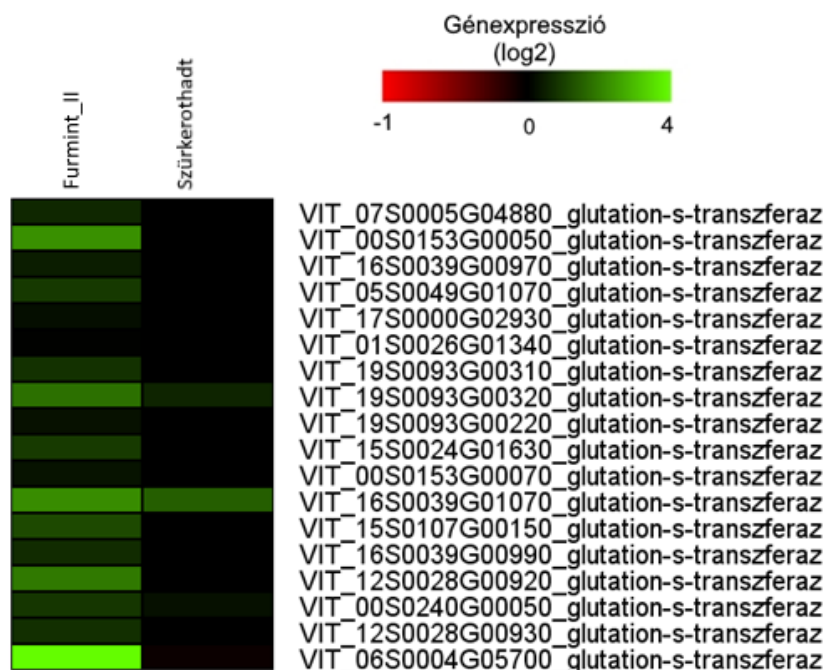 Génexpresszió
(log2)
-1
0
4
Furmint_II
Szürkerothadt
VIT_07S0005G04880_glutation-s-transzferaz
VIT_00S0153G00050_glutation-s-transzferaz
VIT_16S0039G00970_glutation-s-transzferaz
VIT_05S0049G01070_glutation-s-transzferaz
VIT_17S0000G02930_glutation-s-transzferaz
VIT_01S0026G01340_glutation-s-transzferaz
VIT_19S0093G00310_glutation-s-transzferaz
VIT_19S0093G00320_glutation-s-transzferaz
VIT_19S0093G00220_glutation-s-transzferaz
VIT_15S0024G01630_glutation-s-transzferaz
VIT_00S0153G00070_glutation-s-transzferaz
VIT_16S0039G01070_glutation-s-transzferaz
VIT_15S0107G00150_glutation-s-transzferaz
VIT_16S0039G00990_glutation-s-transzferaz
VIT_12S0028G00920_glutation-s-transzferaz
VIT_00S0240G00050_glutation-s-transzferaz
VIT_12S0028G00930_glutation-s-transzferaz
VIT_06S0004G05700_glutation-s-transzferaz